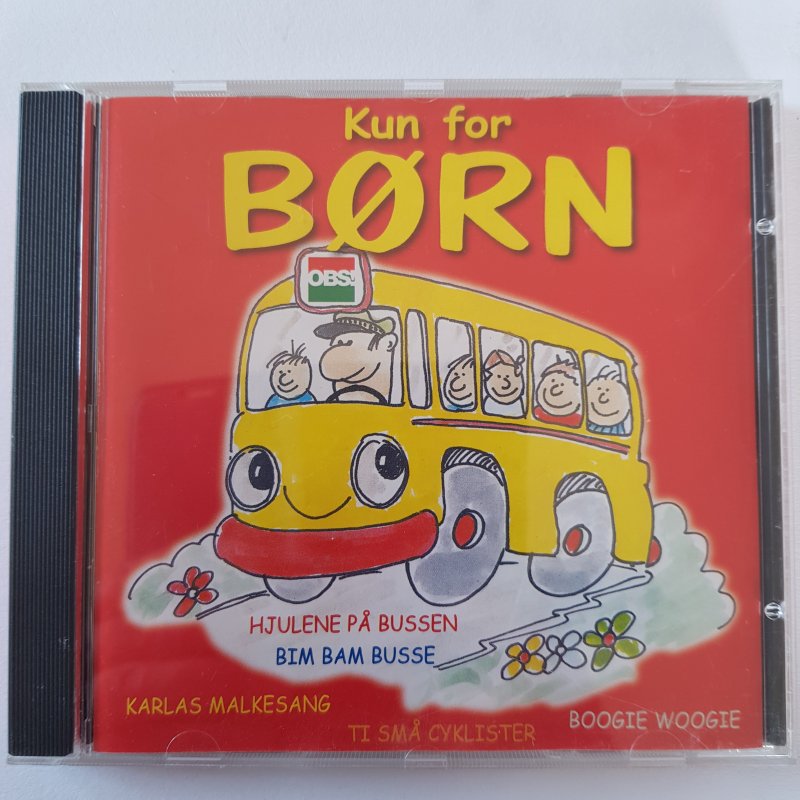 Kun for
BØRN
OBS!
HJULENE PÅ BUSSEN
BIM BAM BUSSE
KARLAS MALKESANG
BOOGIE WOOGIE
TI SMÅ CYKLISTER